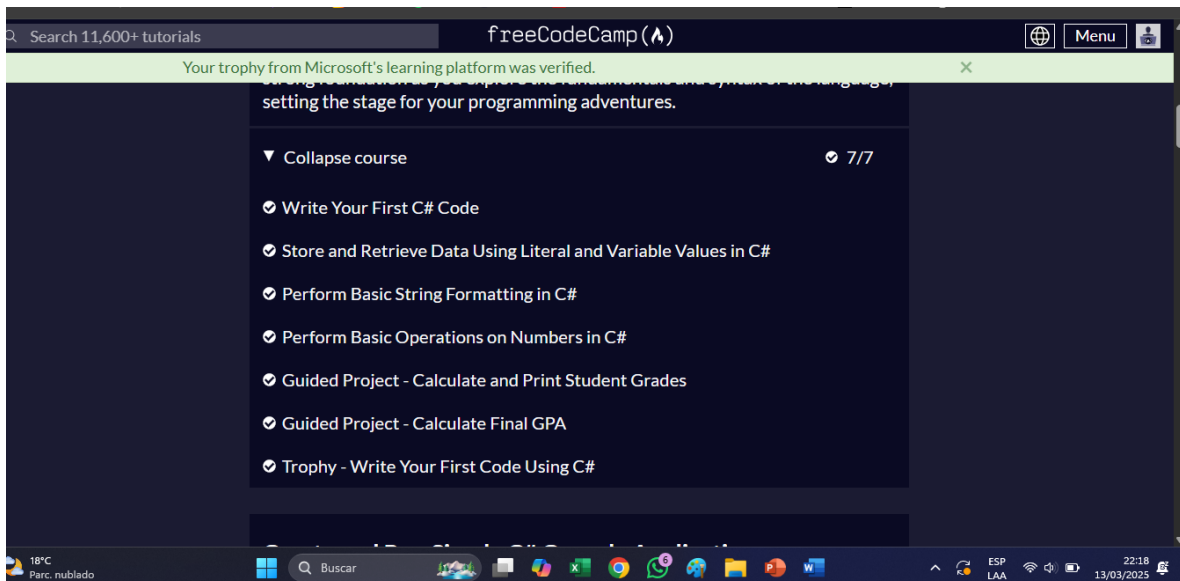 Search 11,600+ tutorials
freeCodeCamp
Menu
Your trophy from Microsoft's learning platform was verified.
setting the stage for your programming adventures.
Collapse course
7/7
Write Your First C# Code
Store and Retrieve Data Using Literal and Variable Values in C#
Perform Basic String Formatting in C#
Perform Basic Operations on Numbers in C#
Guided Project - Calculate and Print Student Grades
Guided Project - Calculate Final GPA
Trophy - Write Your First Code Using C#
18°C
Parc. nublado
Buscar
6
ESP
LAA
22:18
13/03/2025